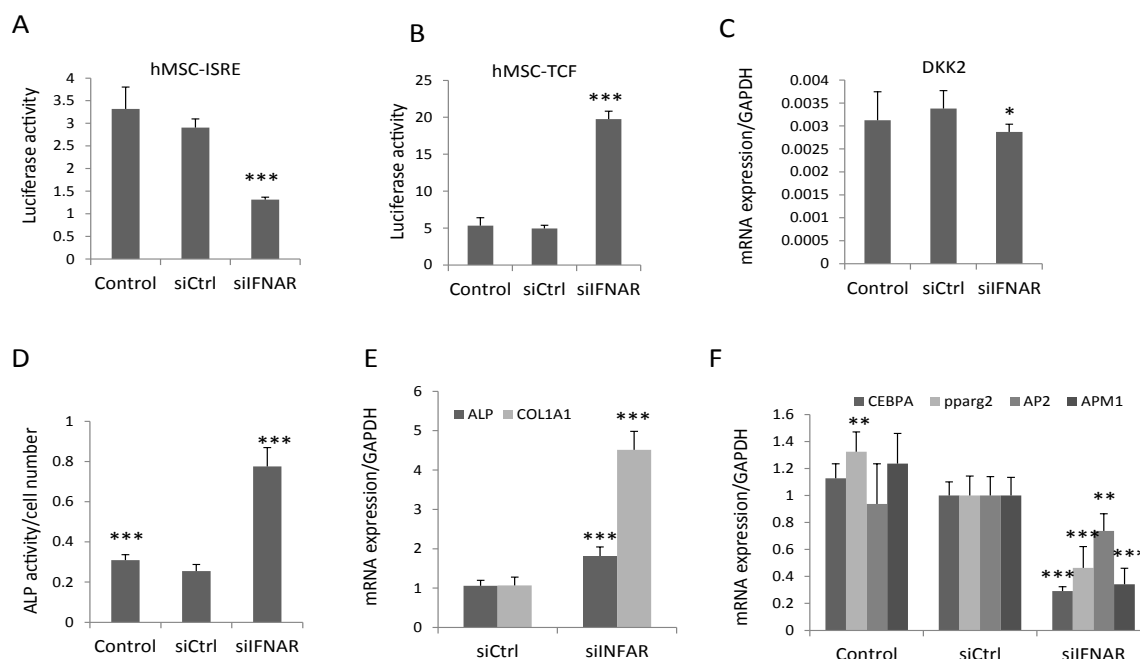 A
hMSC-ISRE
Luciferase activity
4
3.5
3
2.5
2
1.5
1
0.5
0
***
Control siCtrl siIFNAR
B
hMSC-TCF
Luciferase activity
25
20
15
10
5
0
***
Control siCtrl siIFNAR
C
DKK2
mRNA expression/GAPDH
0.004
0.0035
0.003
0.0025
0.002
0.0015
0.001
0.0005
0
*
Control siCtrl siIFNAR
D
ALP activity/cell number
1
0.8
0.6
0.4
0.2
0
***
***
Control siCtrl siIFNAR
E
ALP COL1A1
mRNA expression/GAPDH
6
5
4
3
2
1
0
***
***
siCtrl siINFAR
F
CEBPA pparg2 AP2 APM1
mRNA expression/GAPDH
1.6
1.4
1.2
1
0.8
0.6
0.4
0.2
0
**
***
***
**
***
Control siCtrl siIFNAR